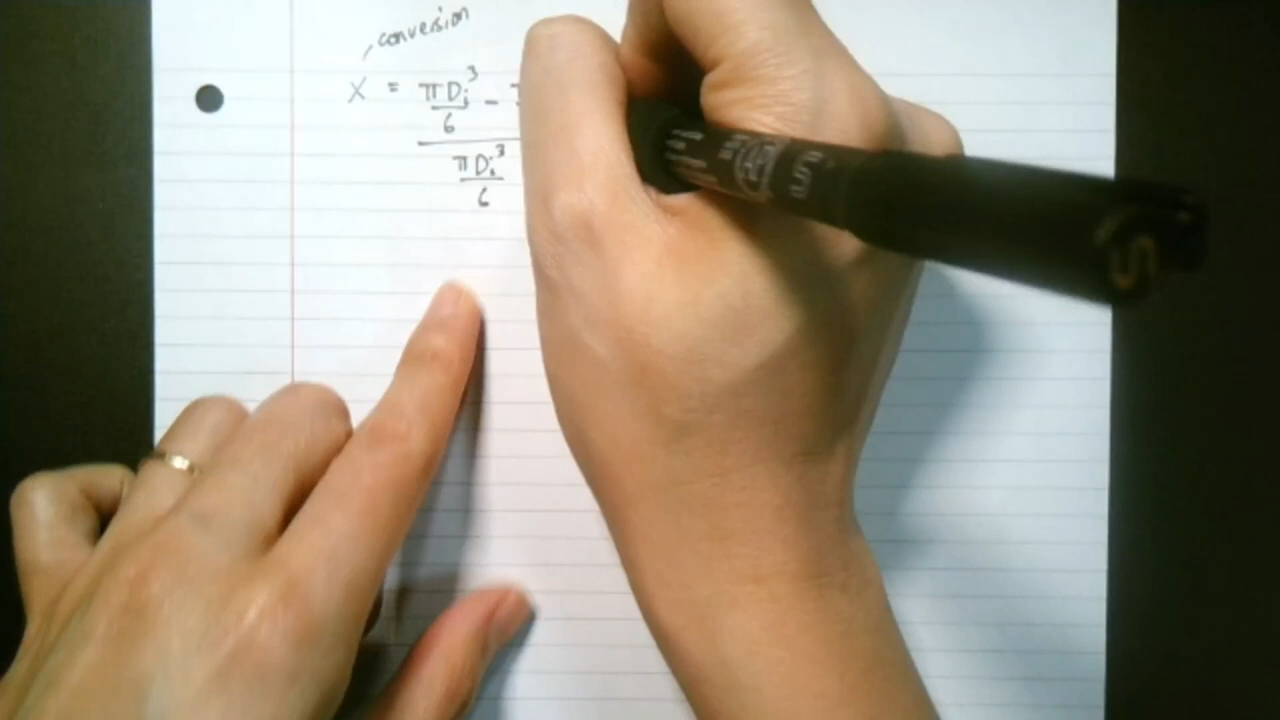 conversion
X = πDᵢ³ −
6
πDᵢ³
6